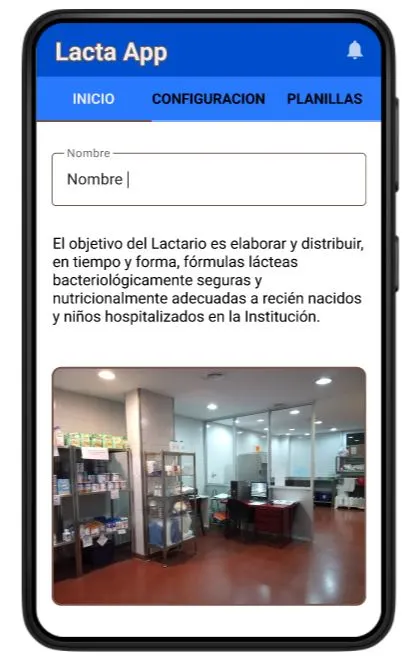 Lacta App
INICIO CONFIGURACION PLANILLAS
Nombre
Nombre
El objetivo del Lactario es elaborar y distribuir,
en tiempo y forma, fórmulas lácteas
bacteriológicamente seguras y
nutricionalmente adecuadas a recién nacidos
y niños hospitalizados en la Institución.